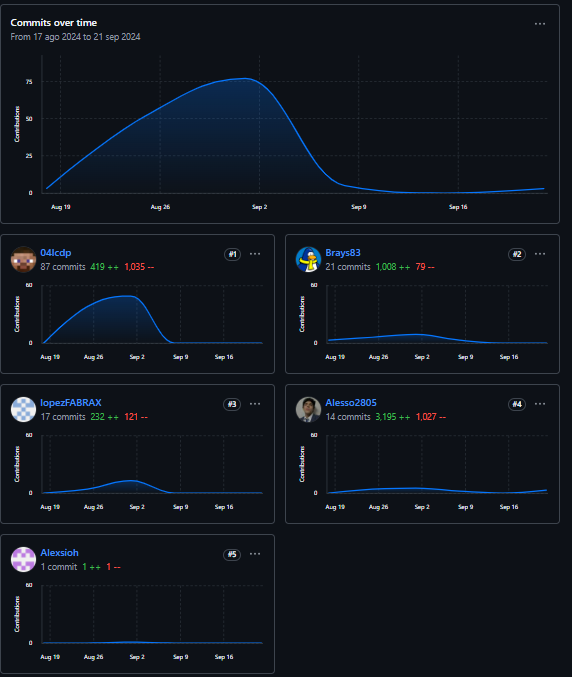 Commits over time
From 17 ago 2024 to 21 sep 2024
Contributions
75
50
25
0
Aug 19 Aug 26 Sep 2 Sep 9 Sep 16
04lcdp #1
87 commits 419 ++ 1,035 --
Contributions
60
0
Aug 19 Aug 26 Sep 2 Sep 9 Sep 16
Brays83 #2
21 commits 1,008 ++ 79 --
Contributions
60
0
Aug 19 Aug 26 Sep 2 Sep 9 Sep 16
lopezFABRAX #3
17 commits 232 ++ 121 --
Contributions
60
0
Aug 19 Aug 26 Sep 2 Sep 9 Sep 16
Alesso2805 #4
14 commits 3,195 ++ 1,027 --
Contributions
60
0
Aug 19 Aug 26 Sep 2 Sep 9 Sep 16
Alexsioh #5
1 commit 1 ++ 1 --
Contributions
60
0
Aug 19 Aug 26 Sep 2 Sep 9 Sep 16